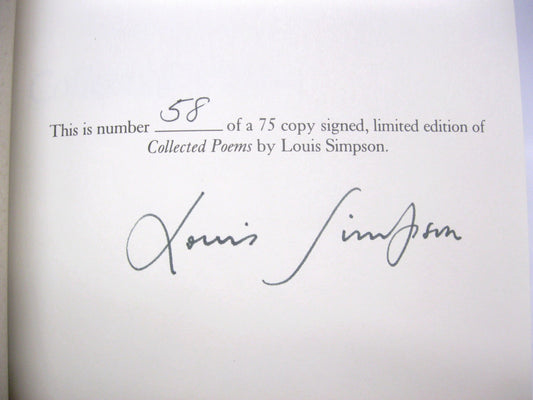 This is number 58 of a 75 copy signed, limited edition of
Collected Poems by Louis Simpson.
Louis Simpson